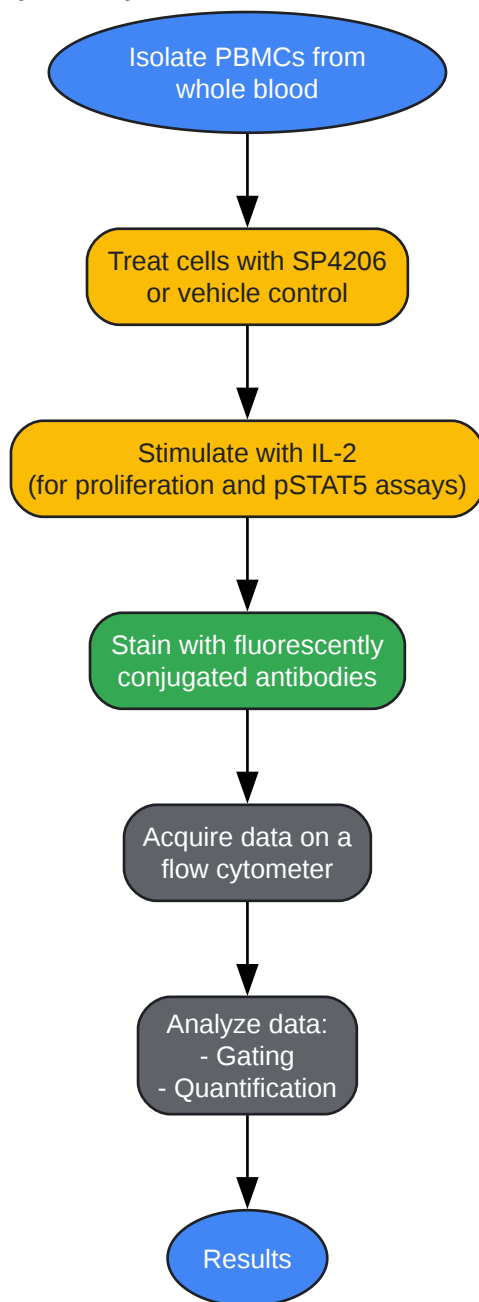 Isolate PBMCs from
whole blood
Treat cells with SP4206
or vehicle control
Stimulate with IL-2
(for proliferation and pSTAT5 assays)
Stain with fluorescently
conjugated antibodies
Acquire data on a
flow cytometer
Analyze data:
- Gating
- Quantification
Results